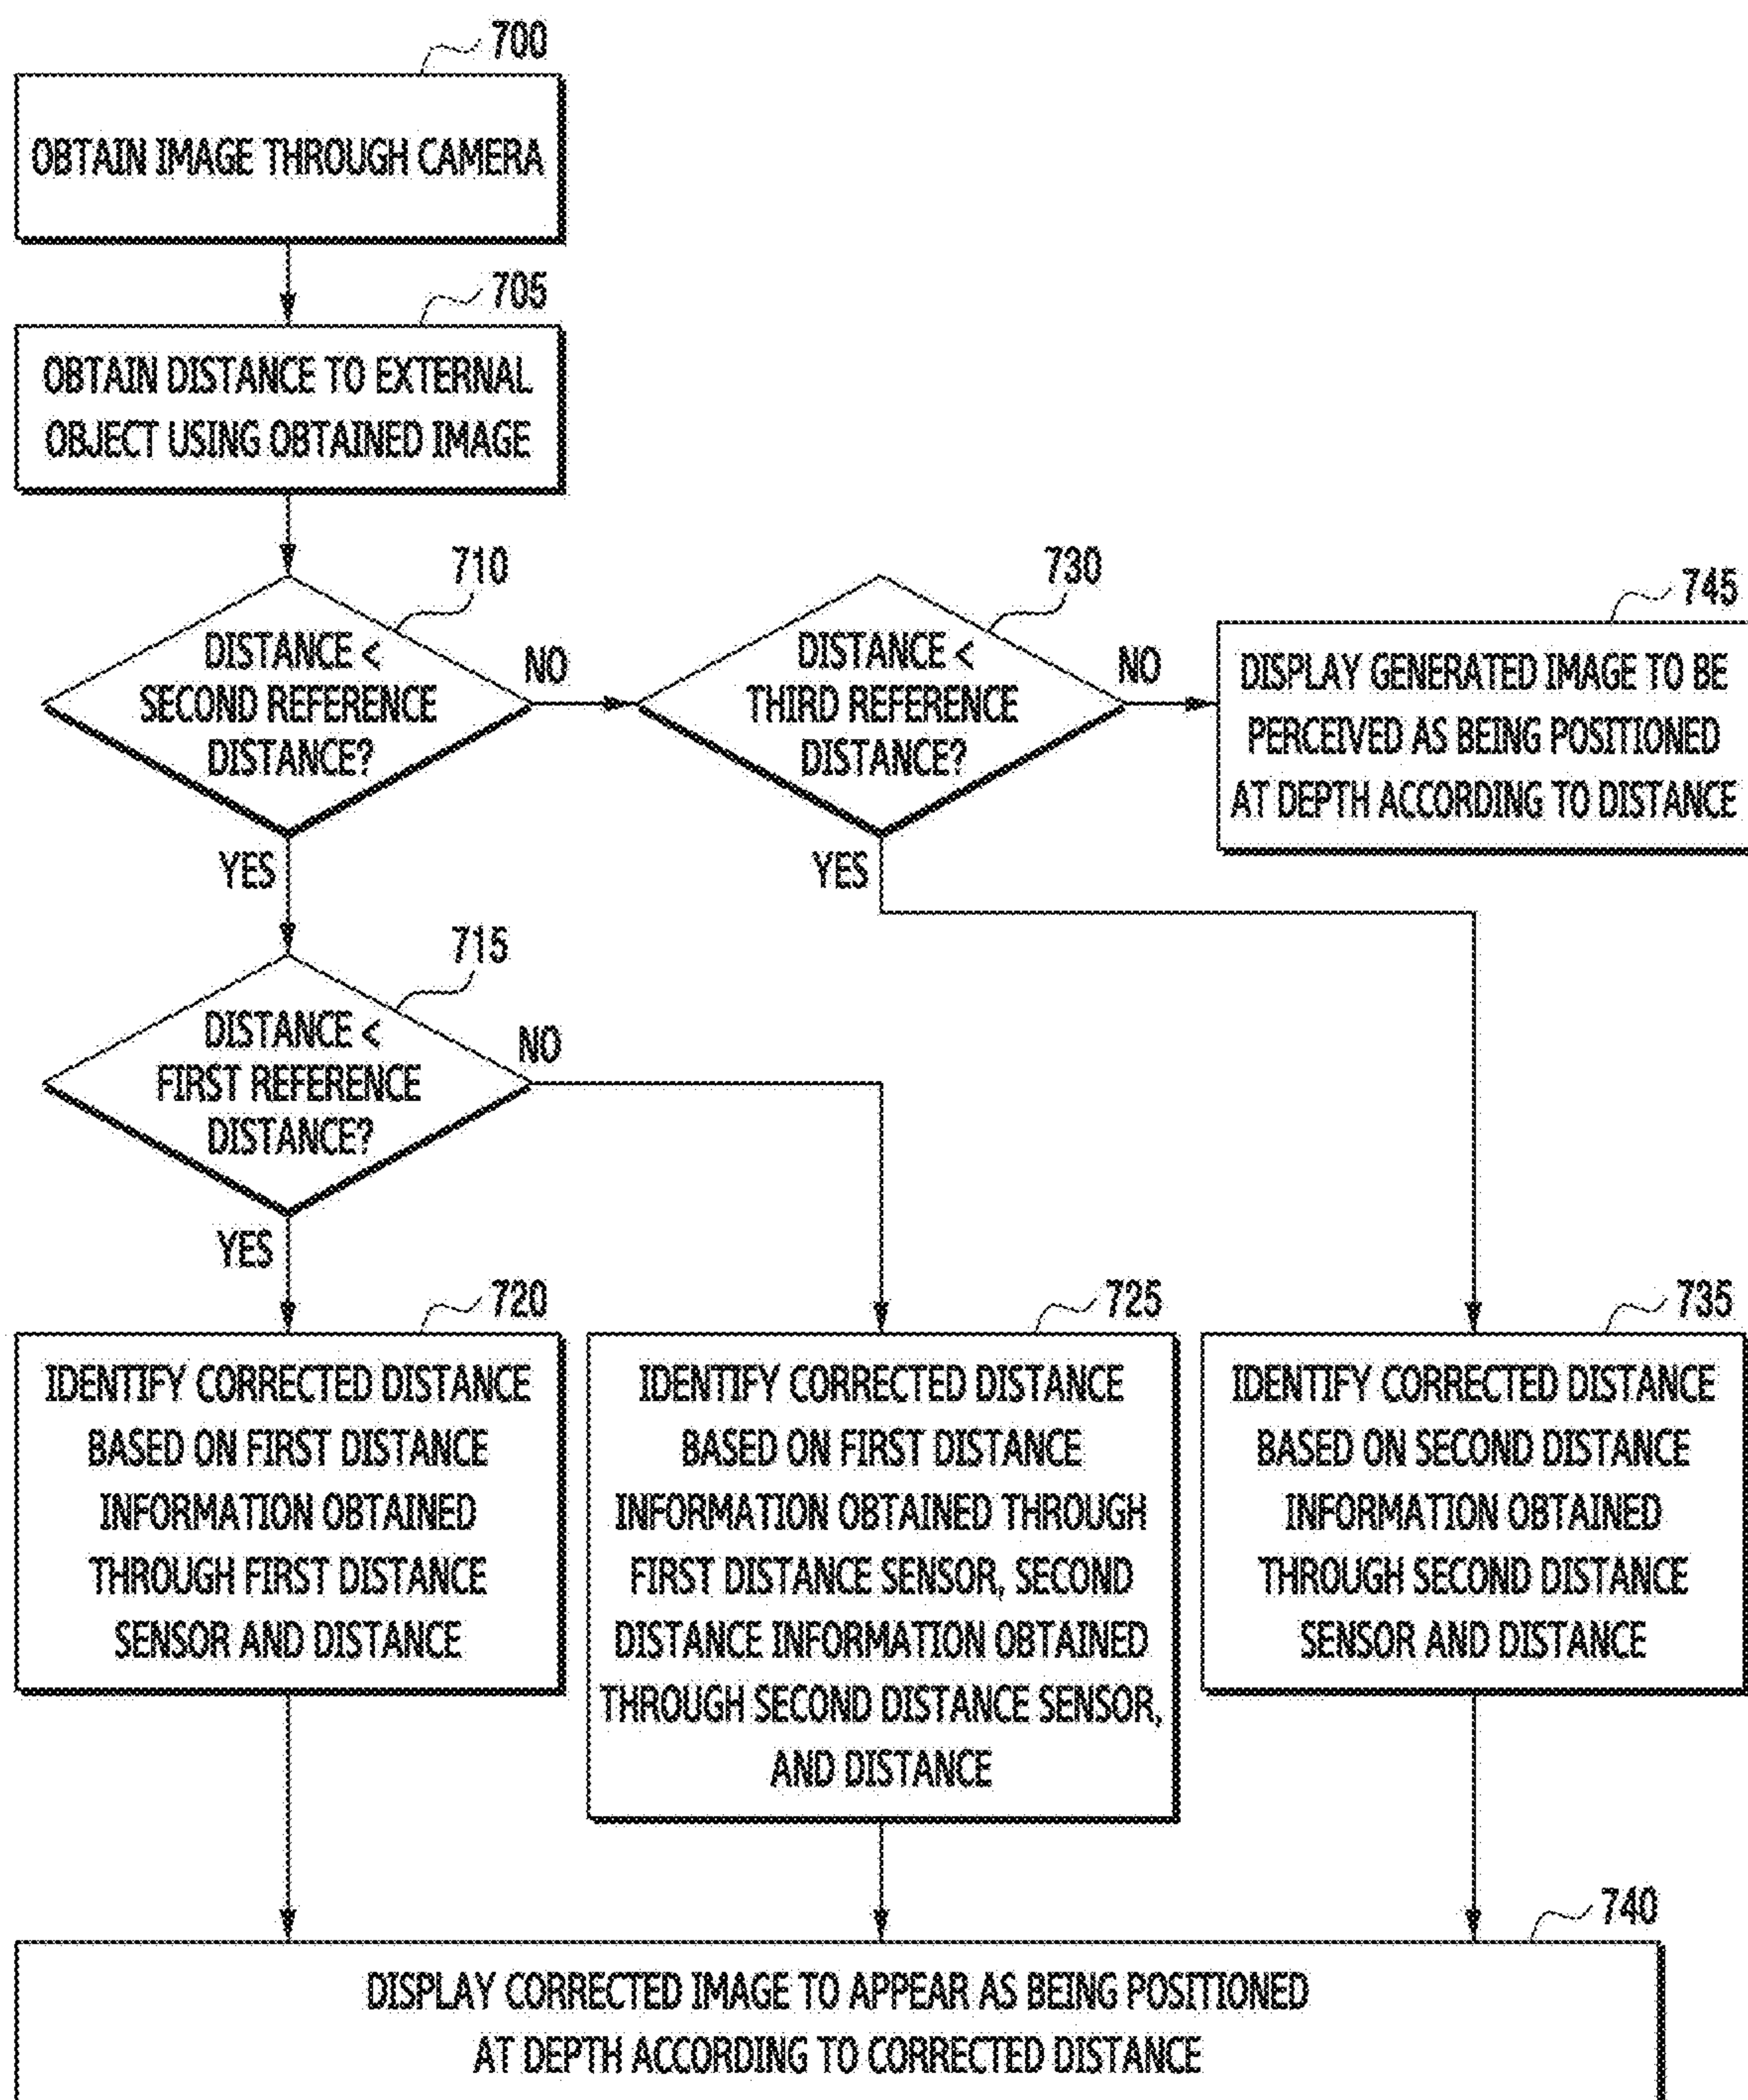 700
OBTAIN IMAGE THROUGH CAMERA
705
OBTAIN DISTANCE TO EXTERNAL
OBJECT USING OBTAINED IMAGE
710
DISTANCE <
SECOND REFERENCE
DISTANCE?
NO
YES
730
DISTANCE <
THIRD REFERENCE
DISTANCE?
NO
YES
745
DISPLAY GENERATED IMAGE TO BE
PERCEIVED AS BEING POSITIONED
AT DEPTH ACCORDING TO DISTANCE
715
DISTANCE <
FIRST REFERENCE
DISTANCE?
NO
YES
720
IDENTIFY CORRECTED DISTANCE
BASED ON FIRST DISTANCE
INFORMATION OBTAINED
THROUGH FIRST DISTANCE
SENSOR AND DISTANCE
725
IDENTIFY CORRECTED DISTANCE
BASED ON FIRST DISTANCE
INFORMATION OBTAINED THROUGH
FIRST DISTANCE SENSOR, SECOND
DISTANCE INFORMATION OBTAINED
THROUGH SECOND DISTANCE SENSOR,
AND DISTANCE
735
IDENTIFY CORRECTED DISTANCE
BASED ON SECOND DISTANCE
INFORMATION OBTAINED
THROUGH SECOND DISTANCE
SENSOR AND DISTANCE
740
DISPLAY CORRECTED IMAGE TO APPEAR AS BEING POSITIONED
AT DEPTH ACCORDING TO CORRECTED DISTANCE